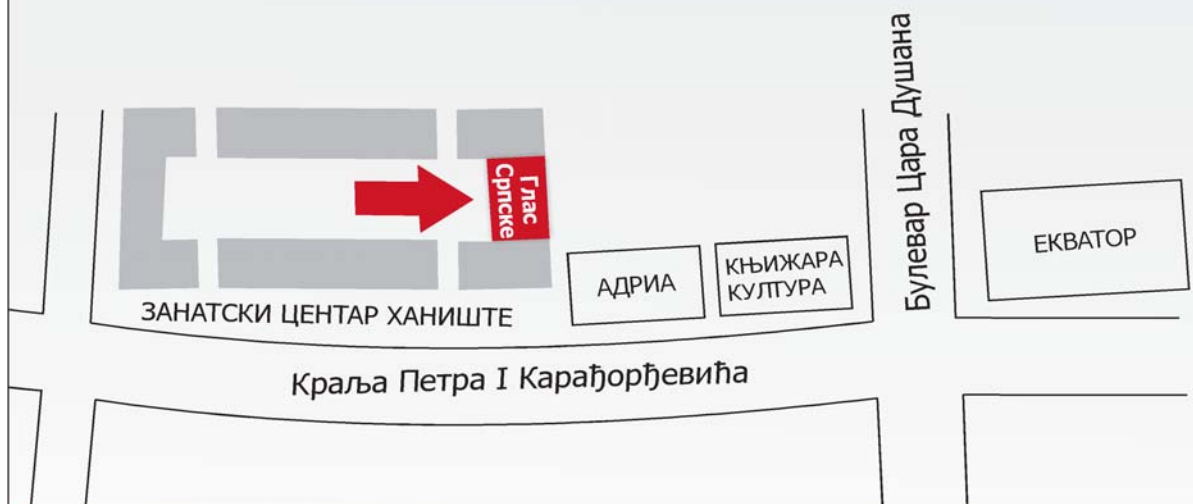 Булевар Цара Душана
Глас
Српске
ЕКВАТОР
КЊИЖАРА
КУЛТУРА
АДРИА
ЗАНАТСКИ ЦЕНТАР ХАНИШТЕ
Краља Петра I Карађорђевића